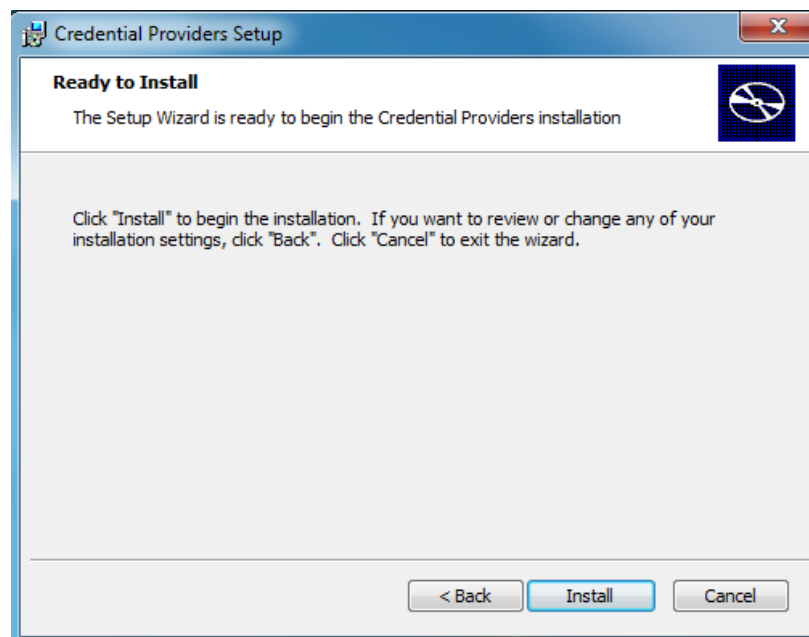 Credential Providers Setup
Ready to Install
The Setup Wizard is ready to begin the Credential Providers installation
Click "Install" to begin the installation.  If you want to review or change any of your
installation settings, click "Back".  Click "Cancel" to exit the wizard.
< Back
Install
Cancel